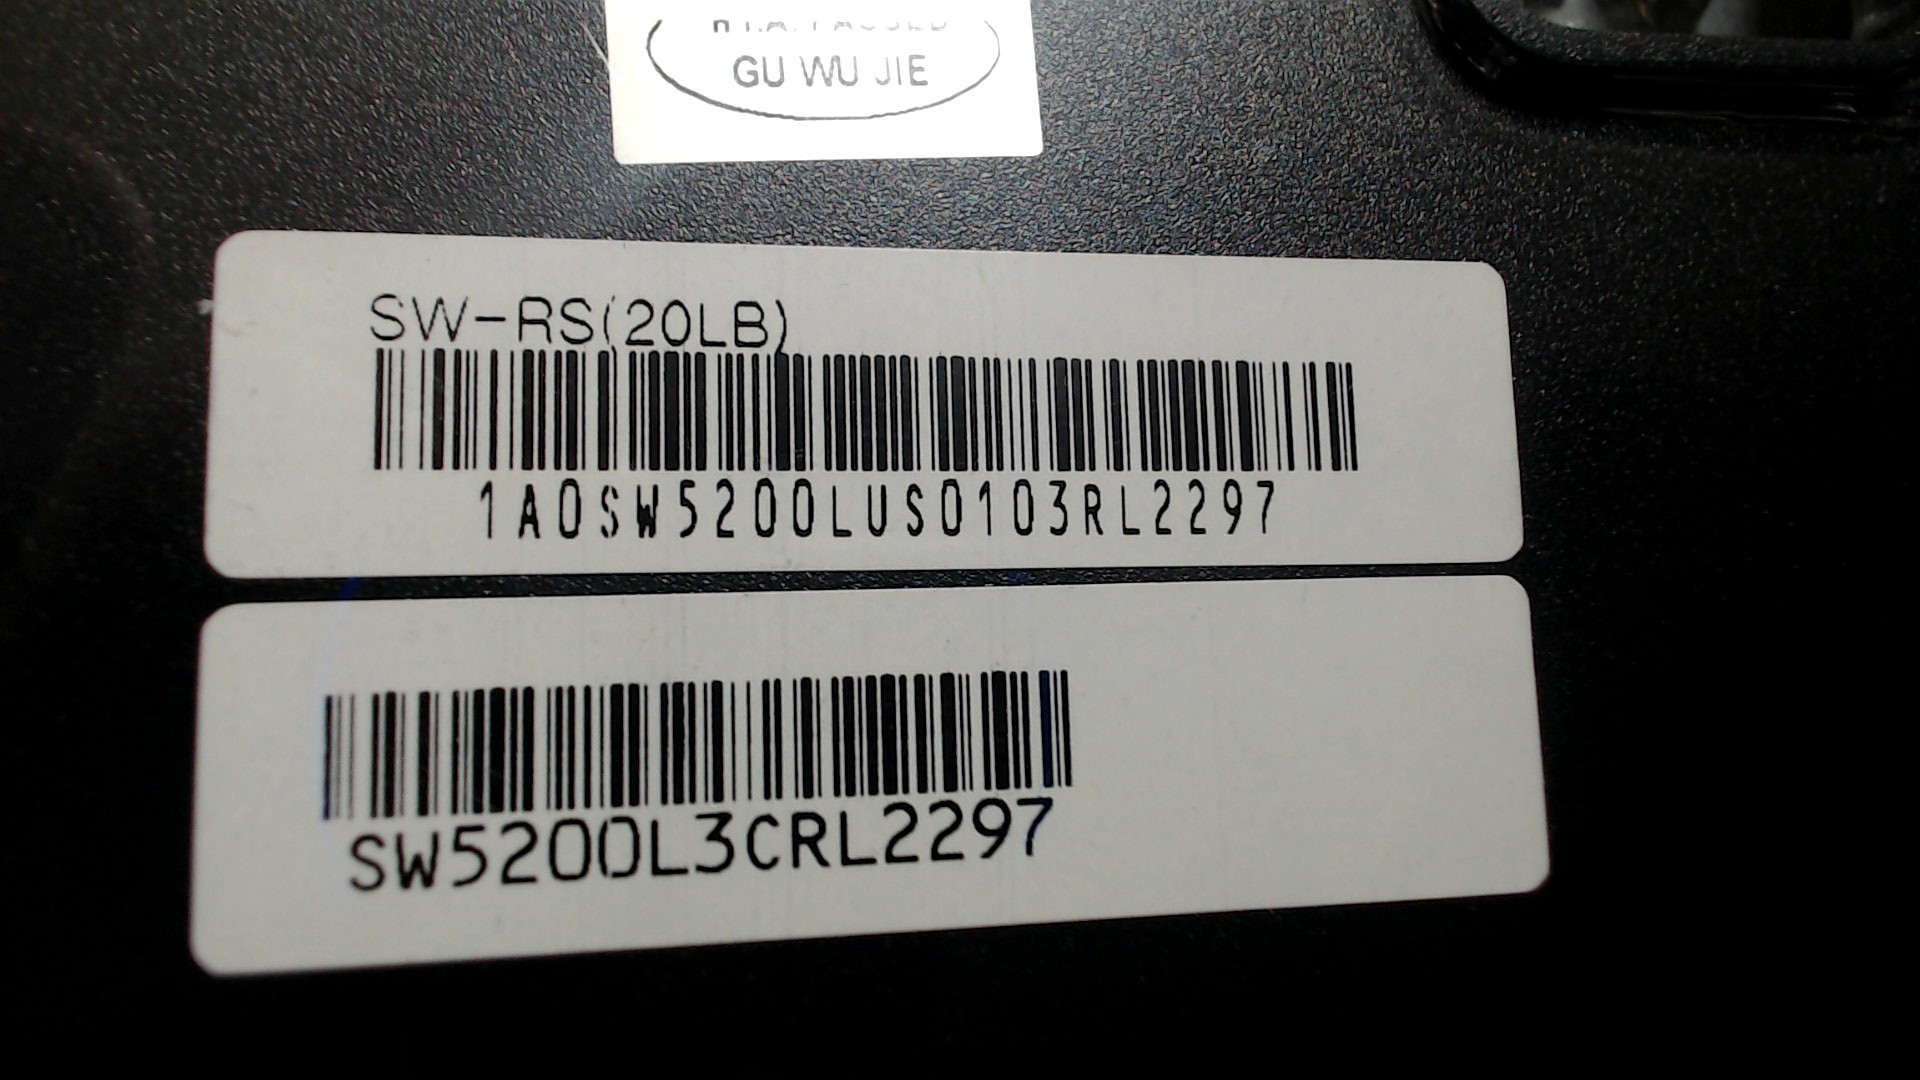 GU WU JIE
SW-RS(20LB)
1A0SW5200LUS0103RL2297
SW5200L3CRL2297